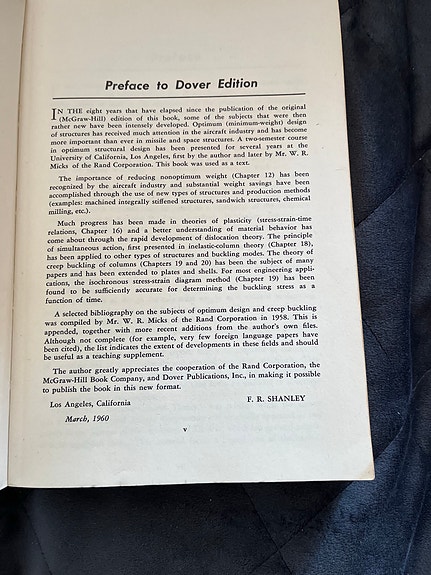 Preface to Dover Edition
IN THE eight years that have elapsed since the publication of the original
(McGraw-Hill) edition of this book, some of the subjects that were then
rather new have been intensely developed. Optimum (minimum-weight) design
of structures has received much attention in the aircraft industry and has become
more important than ever in missile and space structures. A two-semester course
in optimum structural design has been presented for several years at the
University of California, Los Angeles, first by the author and later by Mr. W. R.
Micks of the Rand Corporation. This book was used as a text.
The importance of reducing nonoptimum weight (Chapter 12) has been
recognized by the aircraft industry and substantial weight savings have been
accomplished through the use of new types of structures and production methods
(examples: machined integrally stiffened structures, sandwich structures, chemical
milling, etc.).
Much progress has been made in theories of plasticity (stress-strain-time
relations, Chapter 16) and a better understanding of material behavior has
come about through the rapid development of dislocation theory. The principle
of simultaneous action, first presented in inelastic-column theory (Chapter 18),
has been applied to other types of structures and buckling modes. The theory of
creep buckling of columns (Chapters 19 and 20) has been the subject of many
papers and has been extended to plates and shells. For most engineering appli-
cations, the isochronous stress-strain diagram method (Chapter 19) has been
found to be sufficiently accurate for determining the buckling stress as a
function of time.
A selected bibliography on the subjects of optimum design and creep buckling
was compiled by Mr. W. R. Micks of the Rand Corporation in 1958. This is
appended, together with more recent additions from the author's own files.
Although not complete (for example, very few foreign language papers have
been cited), the list indicates the extent of developments in these fields and should
be useful as a teaching supplement.
The author greatly appreciates the cooperation of the Rand Corporation, the
McGraw-Hill Book Company, and Dover Publications, Inc., in making it possible
to publish the book in this new format.
F. R. SHANLEY
Los Angeles, California
March, 1960
v